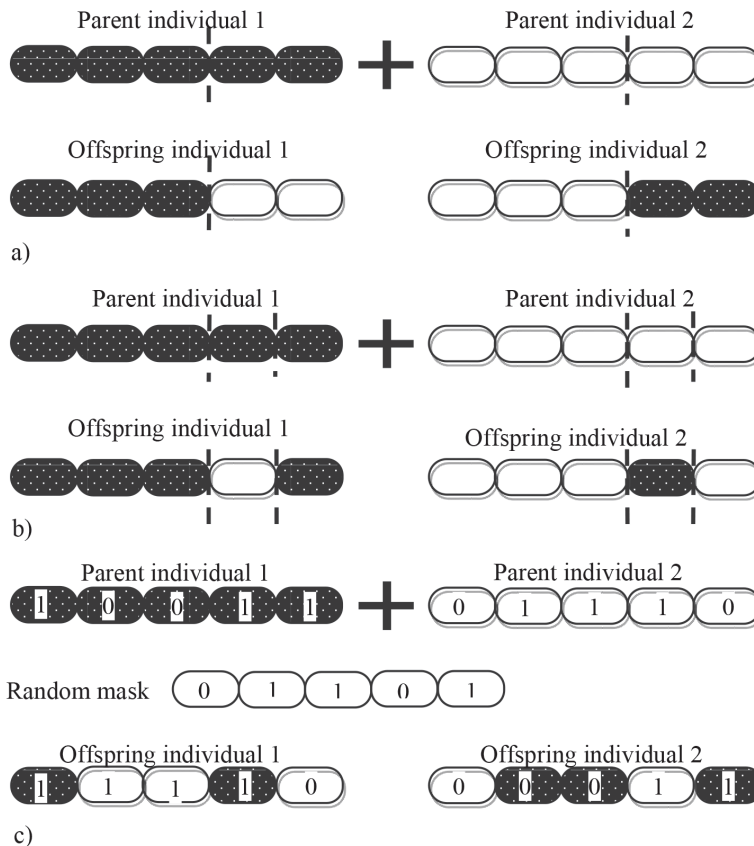 Parent individual 1 Parent individual 2
+
Offspring individual 1 Offspring individual 2
a)
Parent individual 1 Parent individual 2
+
Offspring individual 1 Offspring individual 2
b)
Parent individual 1 Parent individual 2
1 0 0 1 1 + 0 1 1 1 0
Random mask 0 1 1 0 1
Offspring individual 1 Offspring individual 2
1 1 1 1 0 0 0 0 1 1
c)